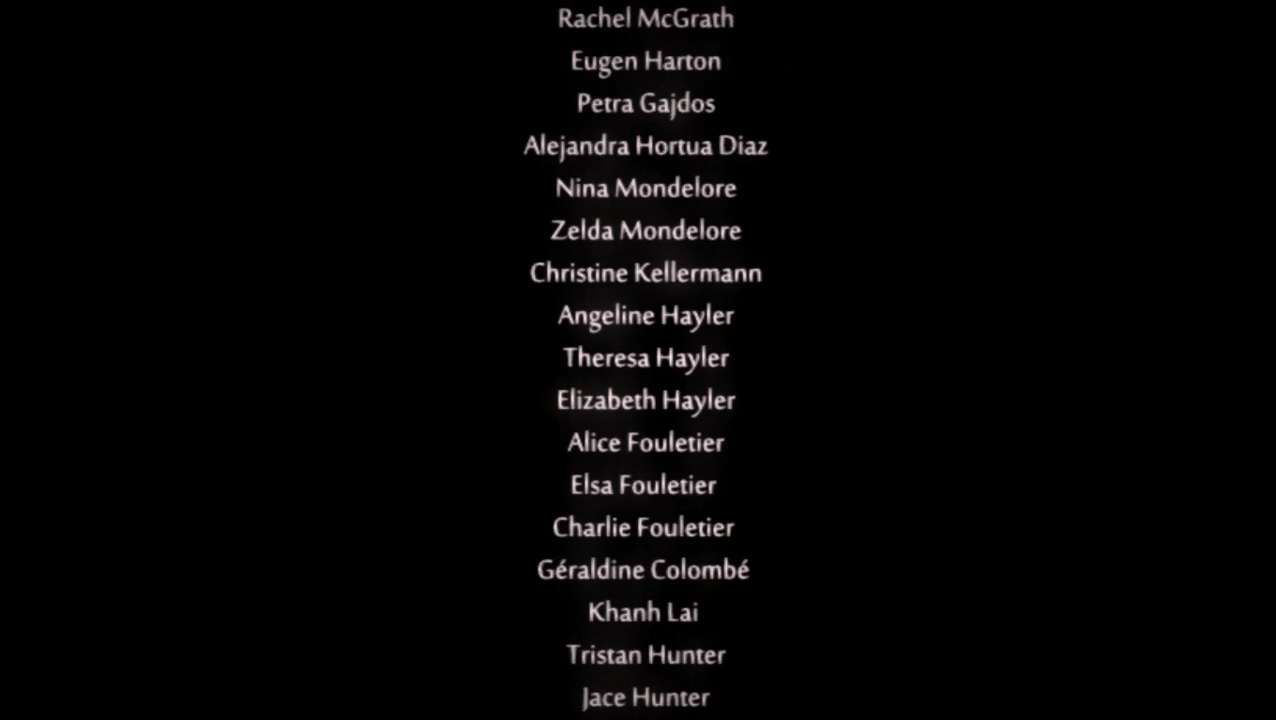 Rachel McGrath
Eugen Harton
Petra Gajdos
Alejandra Hortua Diaz
Nina Mondelore
Zelda Mondelore
Christine Kellermann
Angeline Hayler
Theresa Hayler
Elizabeth Hayler
Alice Fouletier
Elsa Fouletier
Charlie Fouletier
Géraldine Colombé
Khanh Lai
Tristan Hunter
Jace Hunter